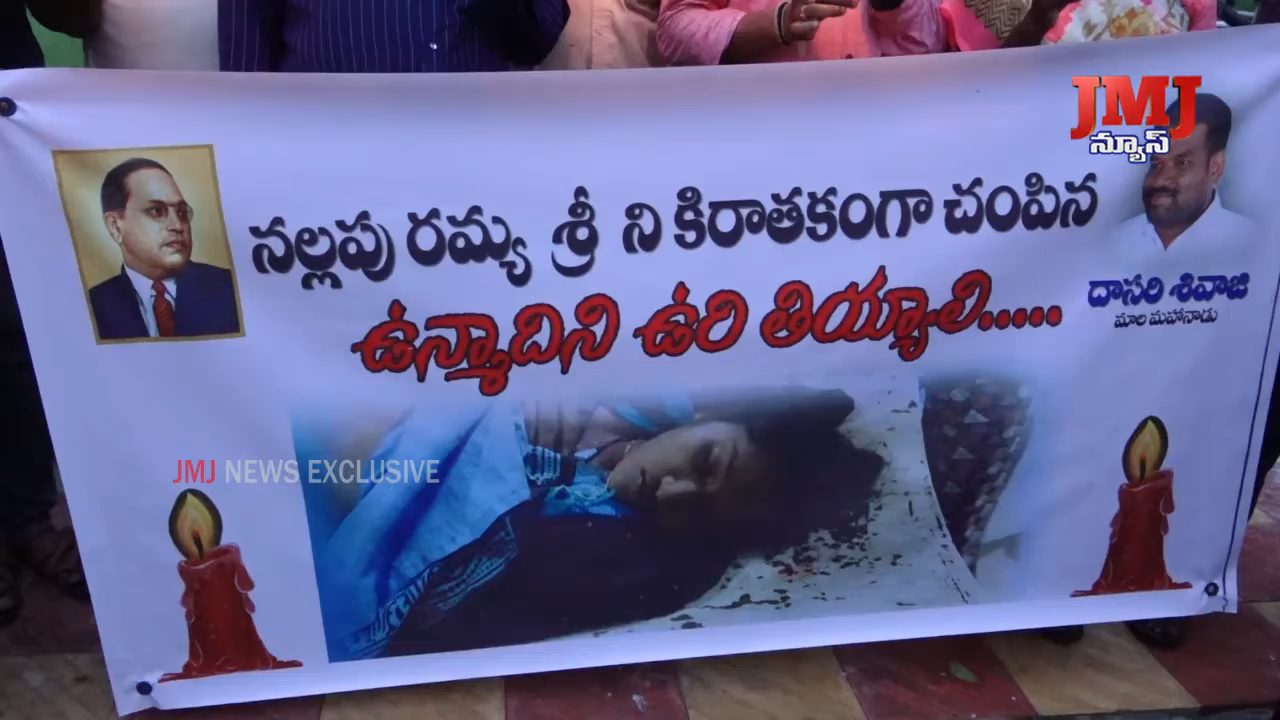 JMJ
న్యూస్
నల్లపు రమ్య శ్రీ ని కిరాతకంగా చంపిన
ఉన్మాదిని ఉరి తియ్యాలి.....
దాసరి శివాజి
మాల మహానాడు
JMJ NEWS EXCLUSIVE